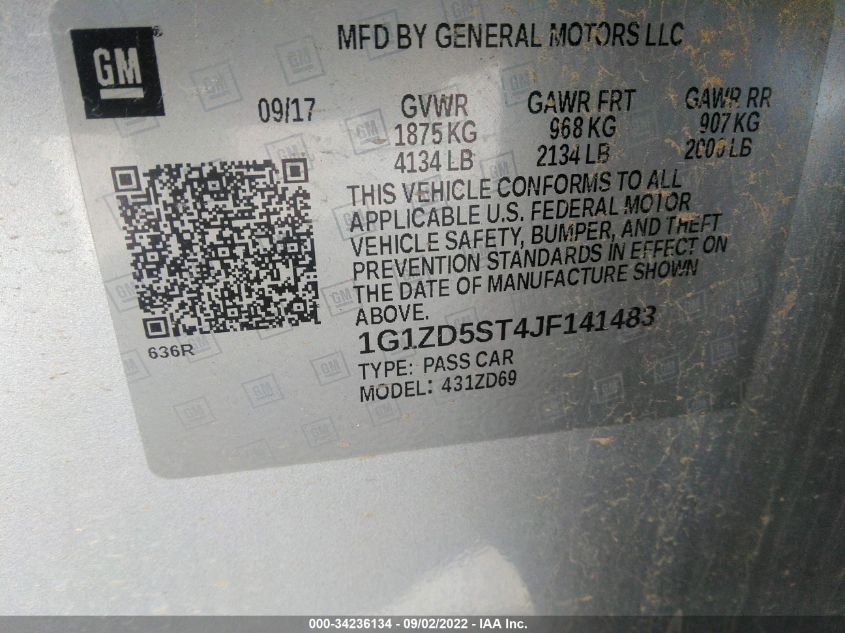 GM
MFD BY GENERAL MOTORS LLC
09/17 GVWR GAWR FRT GAWR RR
1875 KG 968 KG 907 KG
4134 LB 2134 LB 2000 LB
THIS VEHICLE CONFORMS TO ALL
APPLICABLE U.S. FEDERAL MOTOR
VEHICLE SAFETY, BUMPER, AND THEFT
PREVENTION STANDARDS IN EFFECT ON
THE DATE OF MANUFACTURE SHOWN
ABOVE.
636R
1G1ZD5ST4JF141483
TYPE: PASS CAR
MODEL: 431ZD69
000-34236134 - 09/02/2022 - IAA Inc.